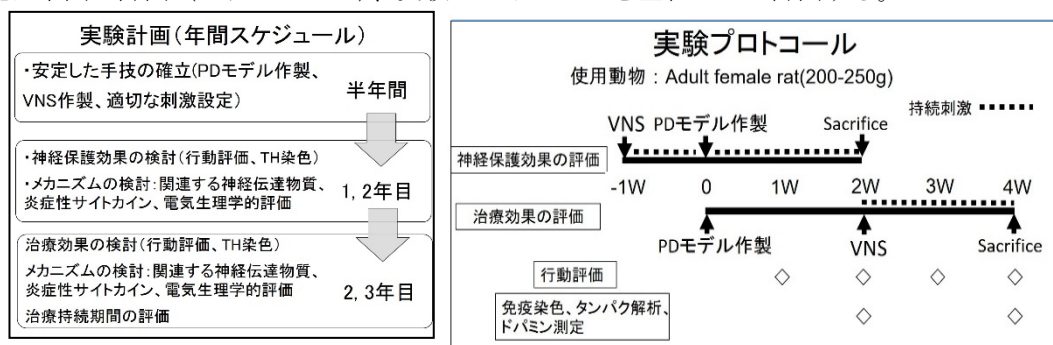 実験計画(年間スケジュール)
・安定した手技の確立(PDモデル作製、
VNS作製、適切な刺激設定)
半年間
・神経保護効果の検討(行動評価、TH染色)
・メカニズムの検討:関連する神経伝達物質、
炎症性サイトカイン、電気生理学的評価
1, 2年目
治療効果の検討(行動評価、TH染色)
メカニズムの検討:関連する神経伝達物質、
炎症性サイトカイン、電気生理学的評価
治療持続期間の評価
2, 3年目
実験プロトコール
使用動物:Adult female rat(200-250g)
持続刺激
VNS PDモデル作製 Sacrifice
神経保護効果の評価
-1W 0 1W 2W 3W 4W
治療効果の評価
PDモデル作製 VNS Sacrifice
行動評価
免疫染色、タンパク解析、
ドパミン測定